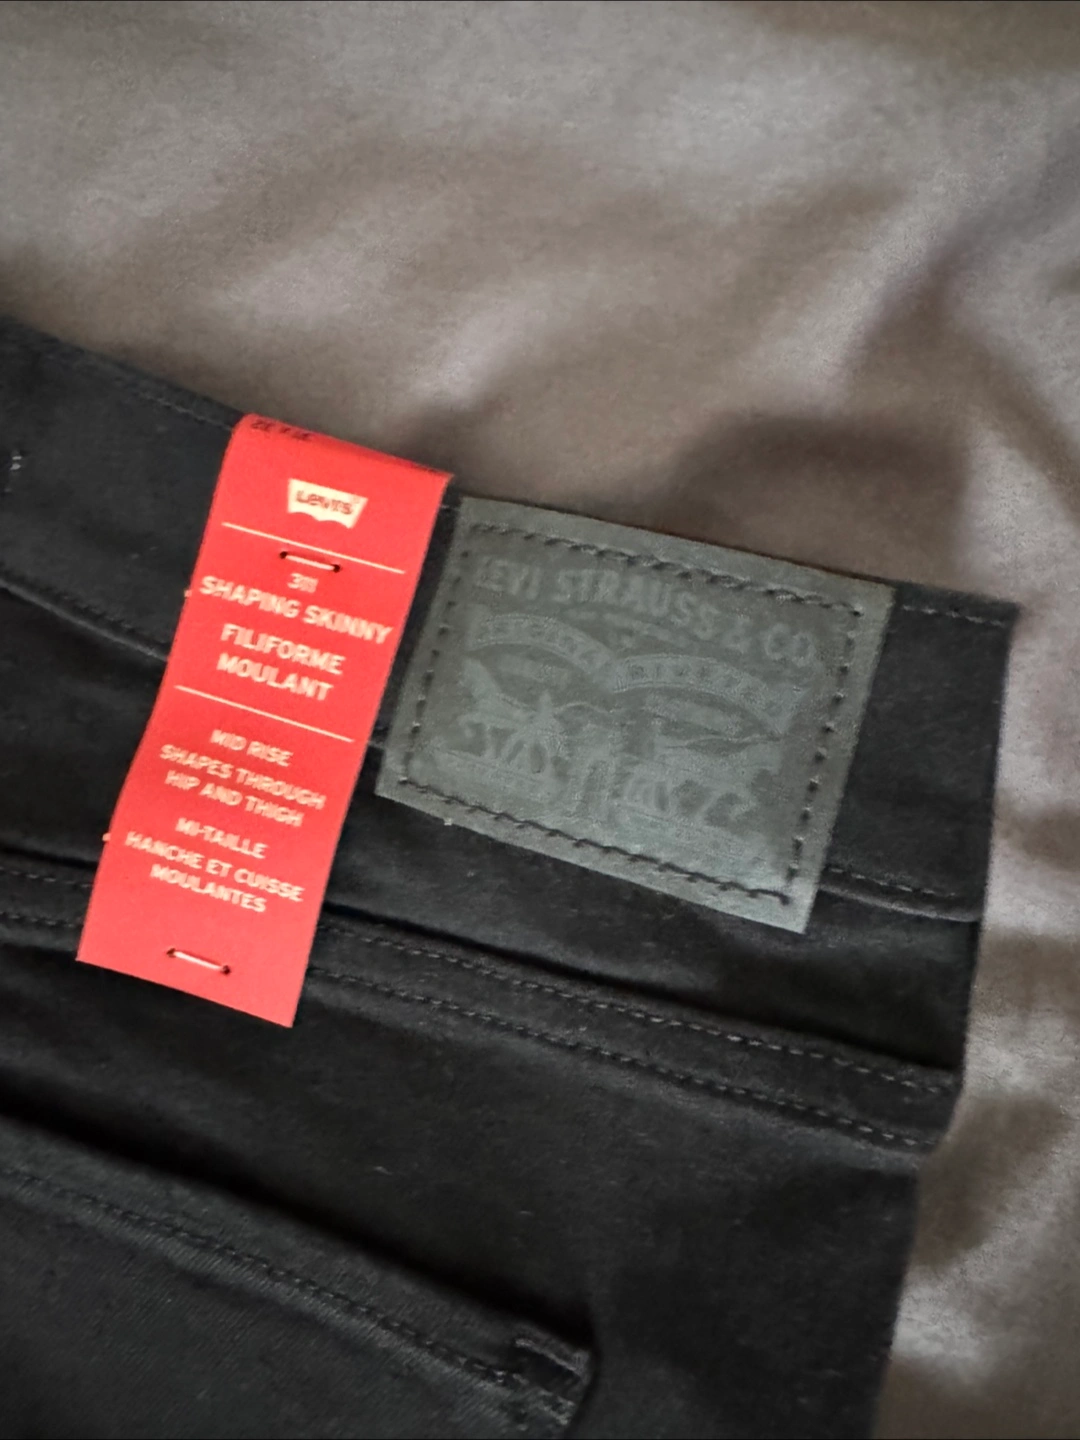 Levi's
311
SHAPING SKINNY
FILIFORME
MOULANT
MID RISE
SHAPES THROUGH
HIP AND THIGH
MI-TAILLE
HANCHE ET CUISSE
MOULANTES
LEVI STRAUSS & CO